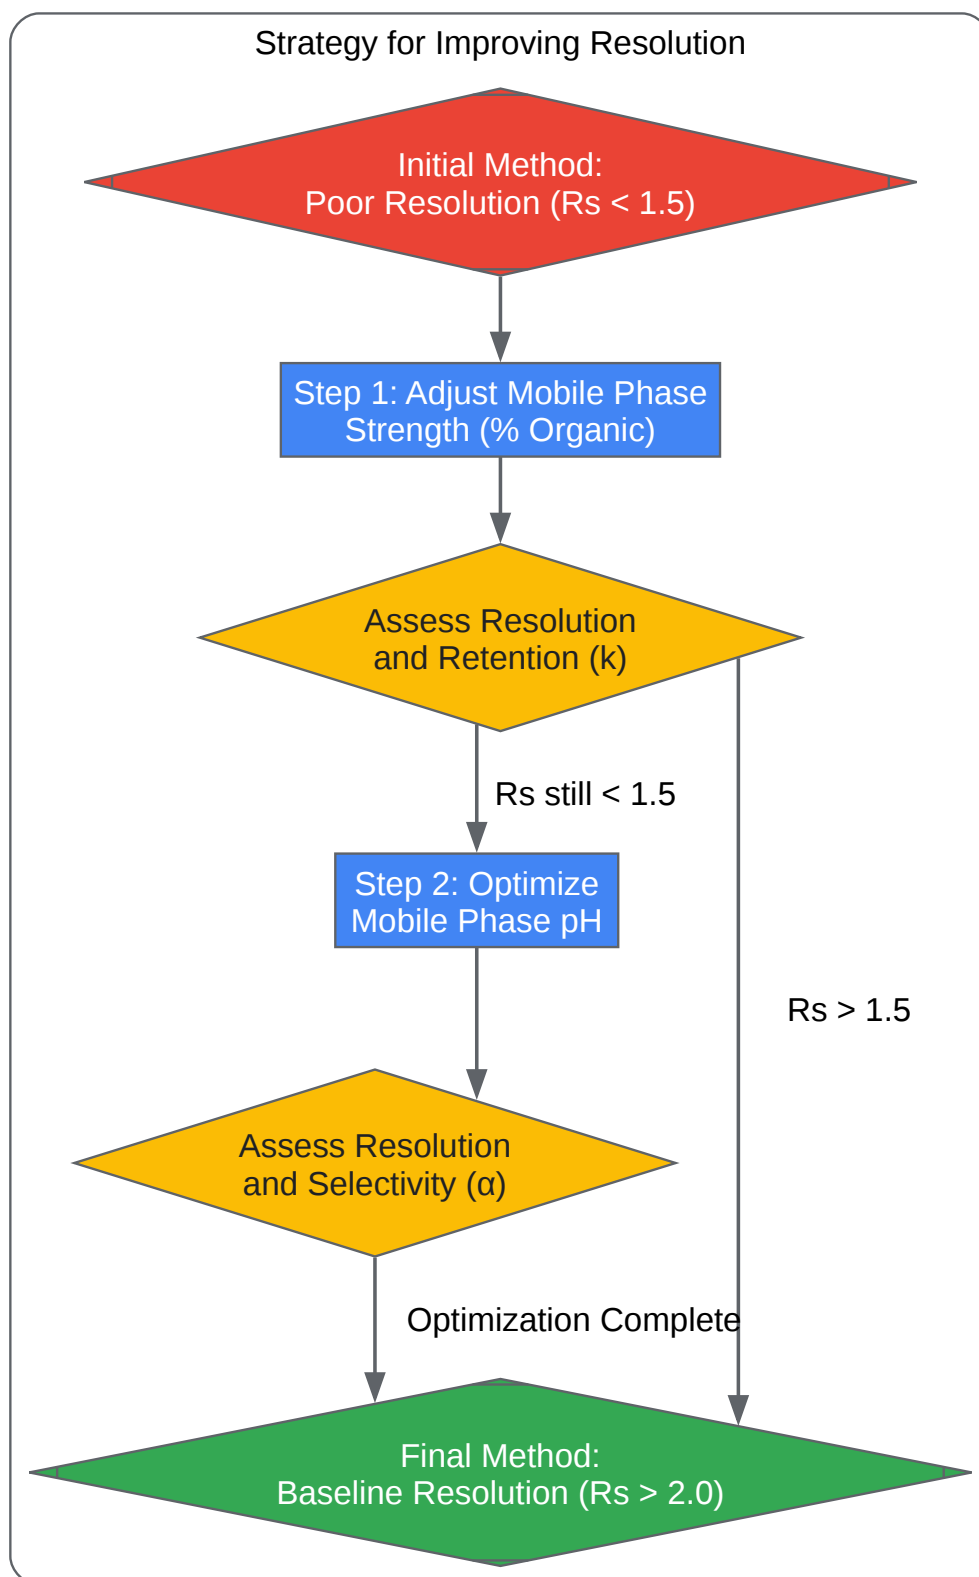 Strategy for Improving Resolution
Initial Method:
Poor Resolution (Rs < 1.5)
Step 1: Adjust Mobile Phase
Strength (% Organic)
Assess Resolution
and Retention (k)
Rs still < 1.5
Step 2: Optimize
Mobile Phase pH
Rs > 1.5
Assess Resolution
and Selectivity (α)
Optimization Complete
Final Method:
Baseline Resolution (Rs > 2.0)